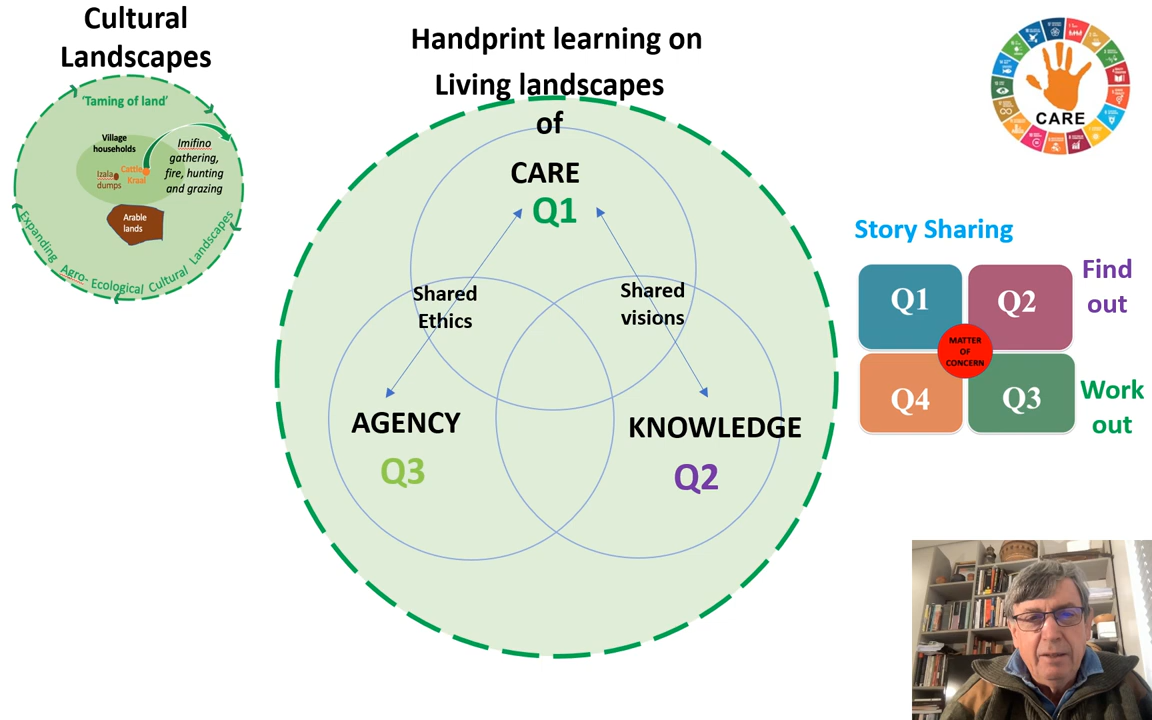 Cultural
Landscapes
'Taming of land'
Village
households
Izala
dumps
Cattle
Kraal
Imifino
gathering,
fire, hunting
and grazing
Arable
lands
Expanding Agro-Ecological Cultural Landscapes
Handprint learning on
Living landscapes
of
CARE
Q1
Shared
Ethics
Shared
visions
AGENCY
Q3
KNOWLEDGE
Q2
CARE
Story Sharing
Q1
Q2
Find
out
MATTER
OF
CONCERN
Q4
Q3
Work
out